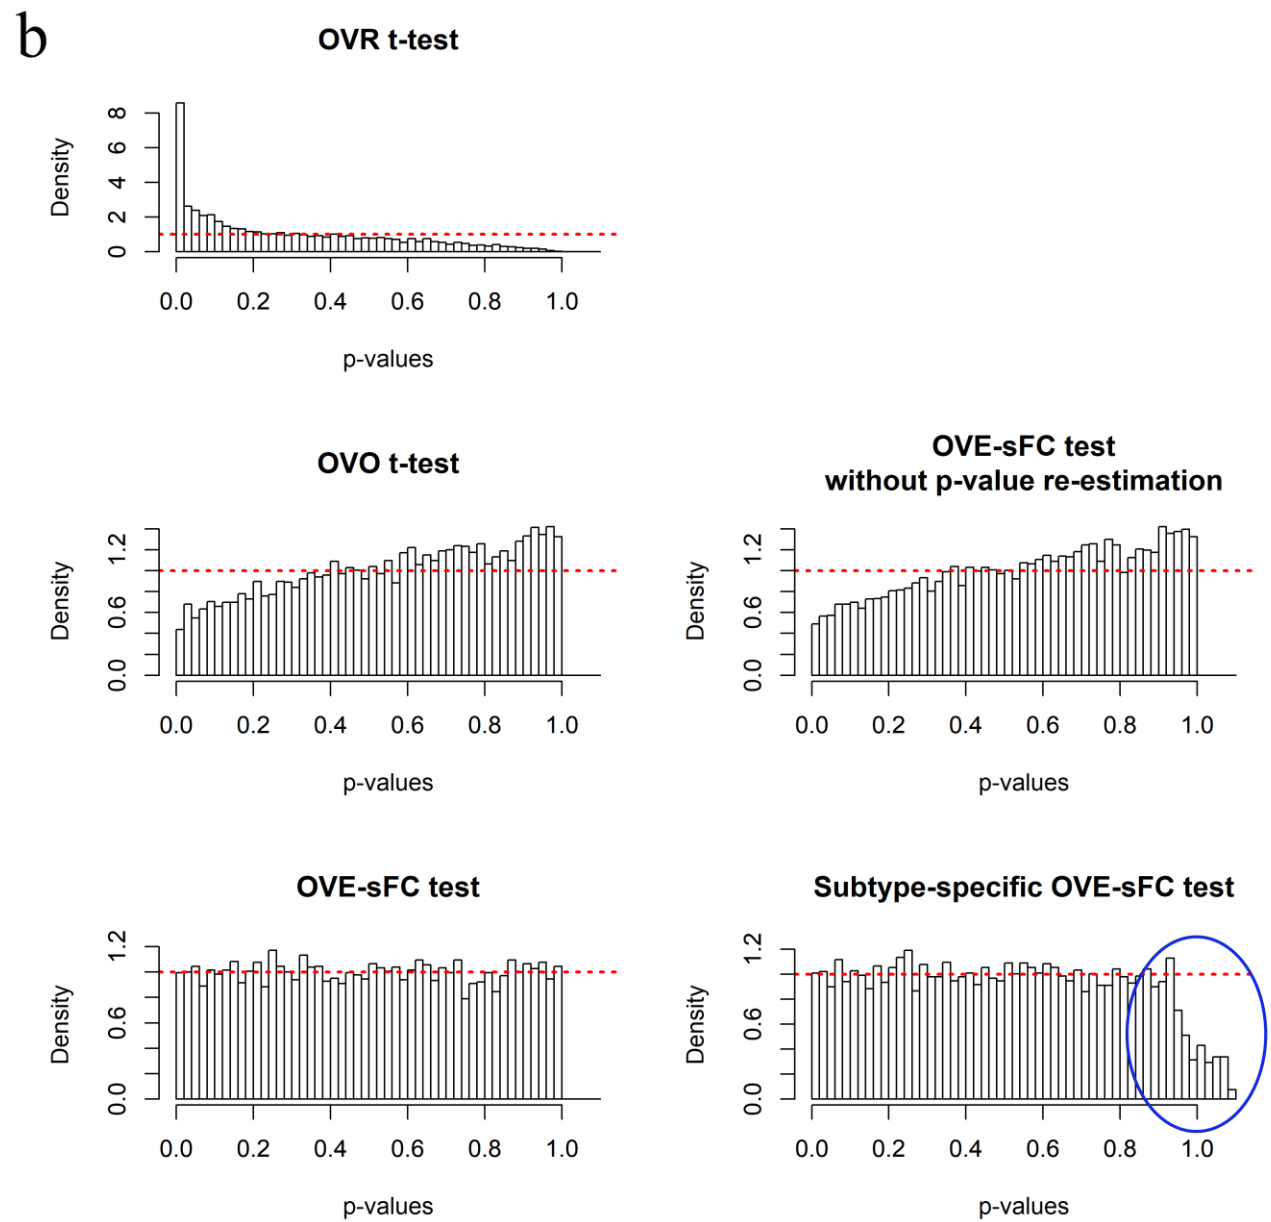 b
OVR t-test
Density
0 2 4 6 8
0.0 0.2 0.4 0.6 0.8 1.0
p-values
OVO t-test
Density
0.0 0.6 1.2
0.0 0.2 0.4 0.6 0.8 1.0
p-values
OVE-sFC test
without p-value re-estimation
Density
0.0 0.6 1.2
0.0 0.2 0.4 0.6 0.8 1.0
p-values
OVE-sFC test
Density
0.0 0.6 1.2
0.0 0.2 0.4 0.6 0.8 1.0
p-values
Subtype-specific OVE-sFC test
Density
0.0 0.6 1.2
0.0 0.2 0.4 0.6 0.8 1.0
p-values